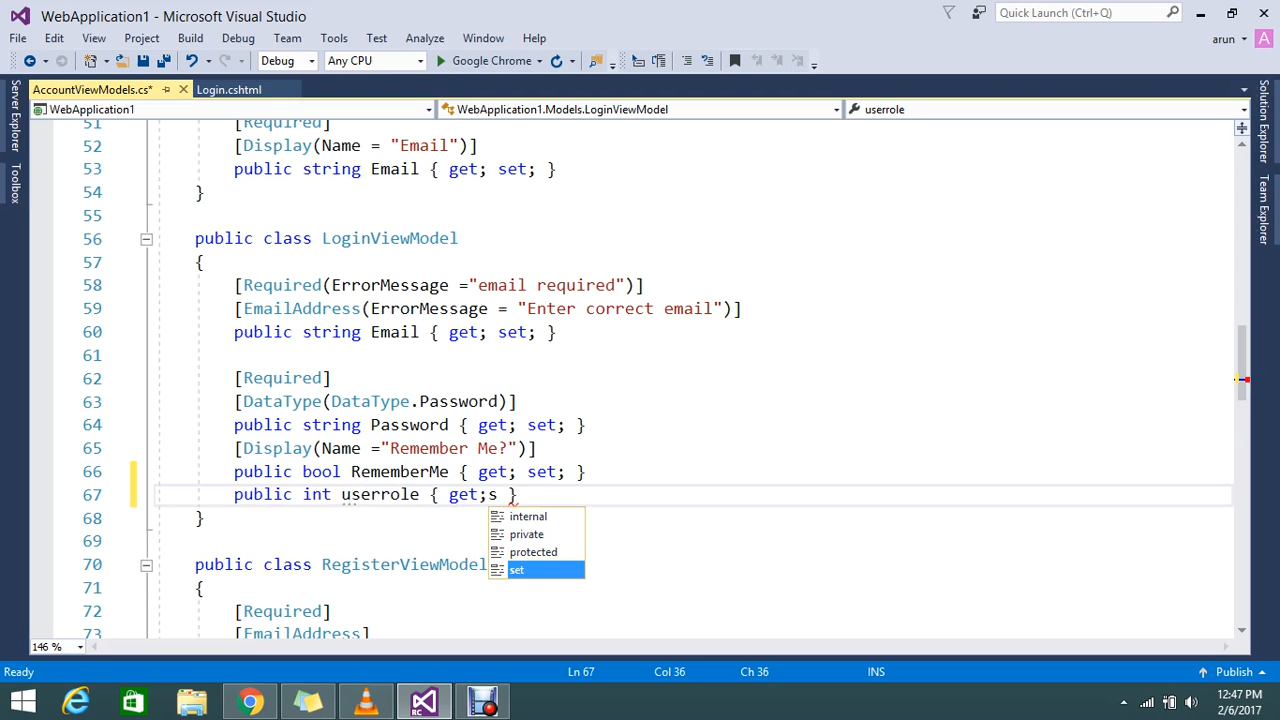 WebApplication1 - Microsoft Visual Studio
Quick Launch (Ctrl+Q)
File Edit View Project Build Debug Team Tools Test Analyze Window Help
arun A
Debug Any CPU Google Chrome
AccountViewModels.cs* Login.cshtml
WebApplication1 WebApplication1.Models.LoginViewModel userrole
Server Explorer
Toolbox
Solution Explorer
Team Explorer
51 [Required]
52 [Display(Name = "Email")]
53 public string Email { get; set; }
54 }
55
56 public class LoginViewModel
57 {
58 [Required(ErrorMessage ="email required")]
59 [EmailAddress(ErrorMessage = "Enter correct email")]
60 public string Email { get; set; }
61
62 [Required]
63 [DataType(DataType.Password)]
64 public string Password { get; set; }
65 [Display(Name ="Remember Me?")]
66 public bool RememberMe { get; set; }
67 public int userrole { get;s }
internal
private
protected
set
68 }
69
70 public class RegisterViewModel
71 {
72 [Required]
73 [EmailAddress]
146 %
Ready Ln 67 Col 36 Ch 36 INS Publish
RC
12:47 PM
2/6/2017